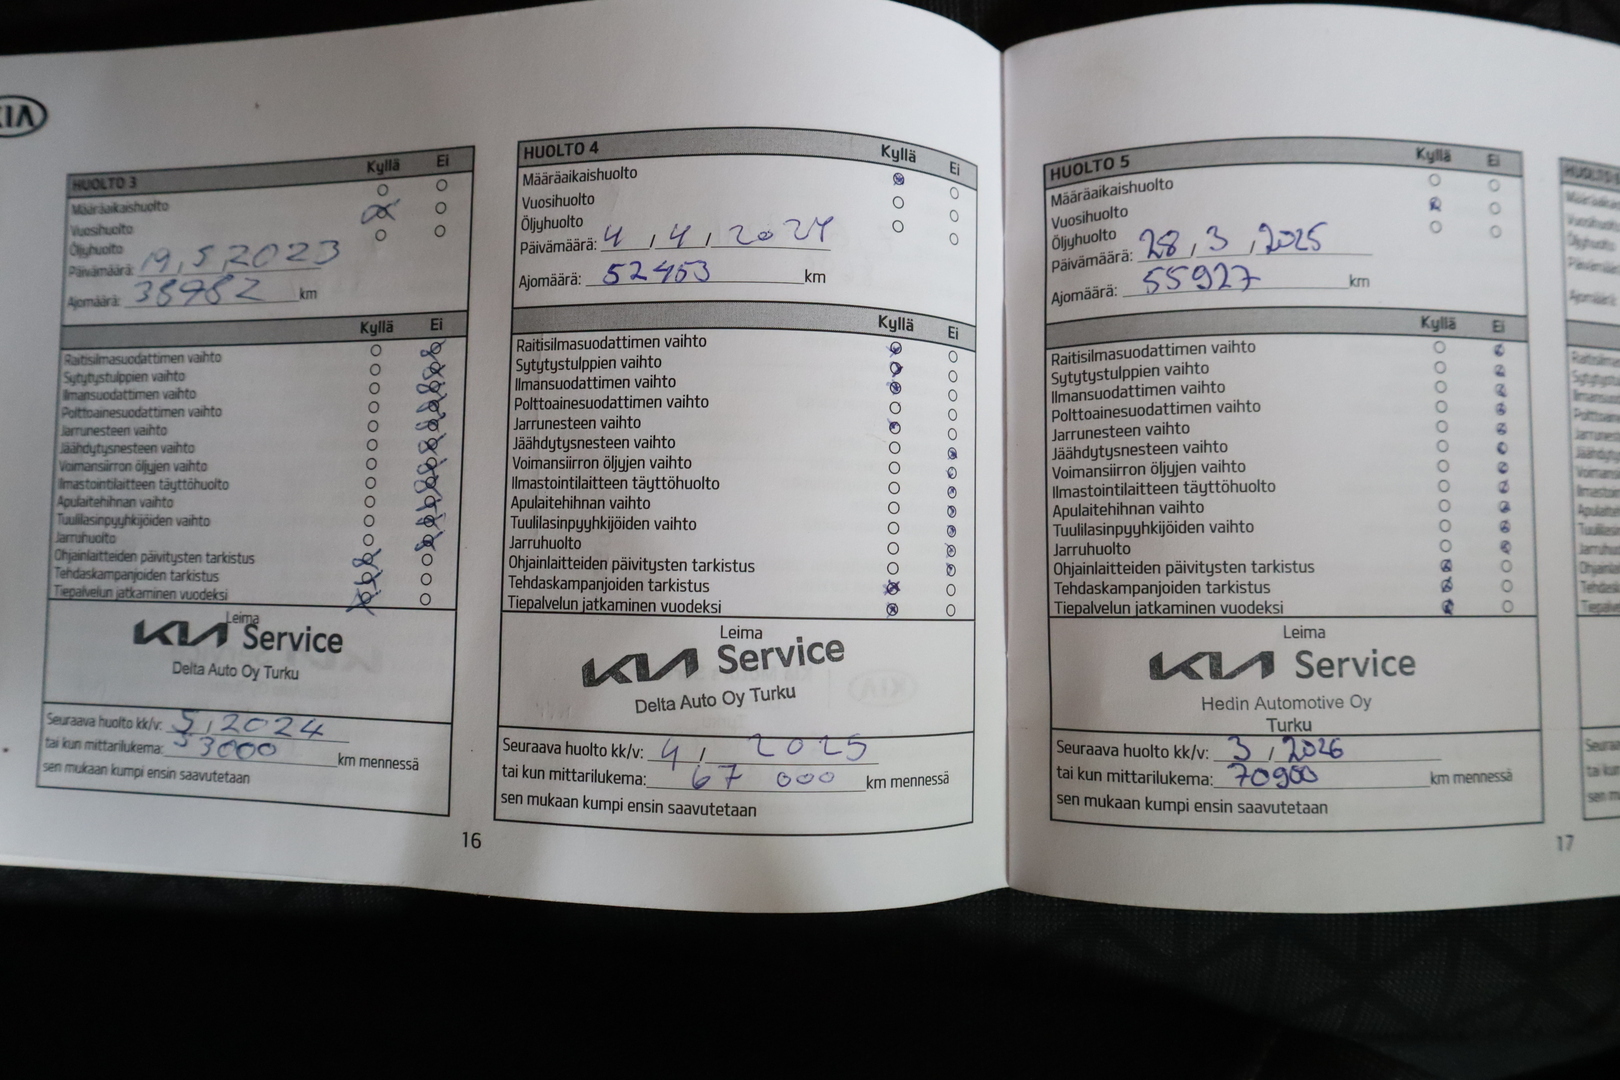 KIA
HUOLTO 3 Kyllä Ei
Määräaikaishuolto
Vuosihuolto
Öljyhuolto
Päivämäärä: 19,5,2023
Ajomäärä: 38982 km
Kyllä Ei
Raitisilmasuodattimen vaihto
Sytytystulppien vaihto
Ilmansuodattimen vaihto
Polttoainesuodattimen vaihto
Jarrunesteen vaihto
Jäähdytysnesteen vaihto
Voimansiirron öljyjen vaihto
Ilmastointilaitteen täyttöhuolto
Apulaitehihnan vaihto
Tuulilasinpyyhkijöiden vaihto
Jarruhuolto
Ohjainlaitteiden päivitysten tarkistus
Tehdaskampanjoiden tarkistus
Tiepalvelun jatkaminen vuodeksi
Leima
KIA Service
Delta Auto Oy Turku
Seuraava huolto kk/v: 5,2024
tai kun mittarilukema: 53000 km mennessä
sen mukaan kumpi ensin saavutetaan
HUOLTO 4 Kyllä Ei
Määräaikaishuolto
Vuosihuolto
Öljyhuolto
Päivämäärä: 4,4,2024
Ajomäärä: 52453 km
Kyllä Ei
Raitisilmasuodattimen vaihto
Sytytystulppien vaihto
Ilmansuodattimen vaihto
Polttoainesuodattimen vaihto
Jarrunesteen vaihto
Jäähdytysnesteen vaihto
Voimansiirron öljyjen vaihto
Ilmastointilaitteen täyttöhuolto
Apulaitehihnan vaihto
Tuulilasinpyyhkijöiden vaihto
Jarruhuolto
Ohjainlaitteiden päivitysten tarkistus
Tehdaskampanjoiden tarkistus
Tiepalvelun jatkaminen vuodeksi
Leima
KIA Service
Delta Auto Oy Turku
Seuraava huolto kk/v: 4, 2025
tai kun mittarilukema: 67 000 km mennessä
sen mukaan kumpi ensin saavutetaan
16
HUOLTO 5 Kyllä Ei
Määräaikaishuolto
Vuosihuolto
Öljyhuolto
Päivämäärä: 28,3,2025
Ajomäärä: 55927 km
Kyllä Ei
Raitisilmasuodattimen vaihto
Sytytystulppien vaihto
Ilmansuodattimen vaihto
Polttoainesuodattimen vaihto
Jarrunesteen vaihto
Jäähdytysnesteen vaihto
Voimansiirron öljyjen vaihto
Ilmastointilaitteen täyttöhuolto
Apulaitehihnan vaihto
Tuulilasinpyyhkijöiden vaihto
Jarruhuolto
Ohjainlaitteiden päivitysten tarkistus
Tehdaskampanjoiden tarkistus
Tiepalvelun jatkaminen vuodeksi
Leima
KIA Service
Hedin Automotive Oy
Turku
Seuraava huolto kk/v: 3,2026
tai kun mittarilukema: 70900 km mennessä
sen mukaan kumpi ensin saavutetaan
17